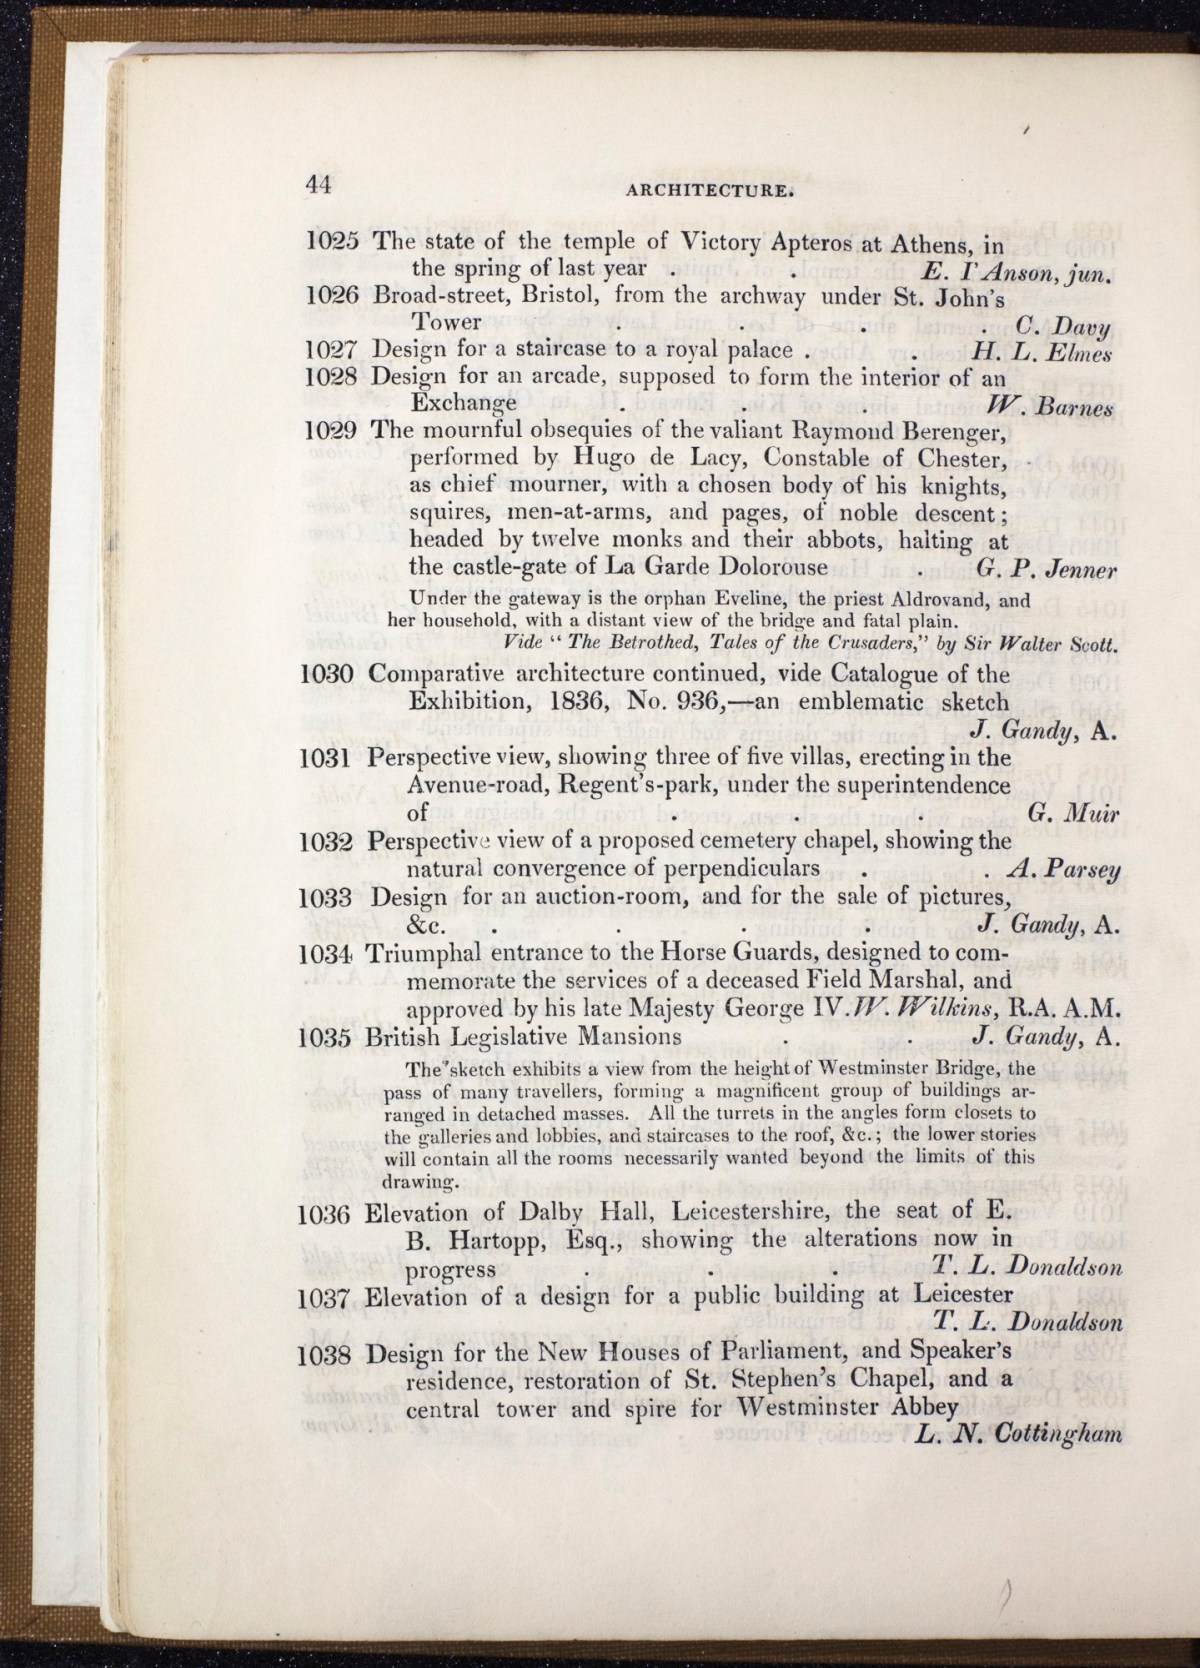 44
ARCHITECTURE.
1025 The state of the temple of Victory Apteros at Athens, in
the spring of last year . . E. I'Anson, jun.
1026 Broad-street, Bristol, from the archway under St. John's
Tower . . . . C. Davy
1027 Design for a staircase to a royal palace . . H. L. Elmes
1028 Design for an arcade, supposed to form the interior of an
Exchange . . . W. Barnes
1029 The mournful obsequies of the valiant Raymond Berenger,
performed by Hugo de Lacy, Constable of Chester,
as chief mourner, with a chosen body of his knights,
squires, men-at-arms, and pages, of noble descent;
headed by twelve monks and their abbots, halting at
the castle-gate of La Garde Dolorouse . G. P. Jenner
Under the gateway is the orphan Eveline, the priest Aldrovand, and
her household, with a distant view of the bridge and fatal plain.
Vide "The Betrothed, Tales of the Crusaders," by Sir Walter Scott.
1030 Comparative architecture continued, vide Catalogue of the
Exhibition, 1836, No. 936,—an emblematic sketch
J. Gandy, A.
1031 Perspective view, showing three of five villas, erecting in the
Avenue-road, Regent's-park, under the superintendence
of . . . G. Muir
1032 Perspective view of a proposed cemetery chapel, showing the
natural convergence of perpendiculars . . A. Parsey
1033 Design for an auction-room, and for the sale of pictures,
&c. . . . . J. Gandy, A.
1034 Triumphal entrance to the Horse Guards, designed to com-
memorate the services of a deceased Field Marshal, and
approved by his late Majesty George IV. W. Wilkins, R.A. A.M.
1035 British Legislative Mansions . . J. Gandy, A.
The sketch exhibits a view from the height of Westminster Bridge, the
pass of many travellers, forming a magnificent group of buildings ar-
ranged in detached masses. All the turrets in the angles form closets to
the galleries and lobbies, and staircases to the roof, &c.; the lower stories
will contain all the rooms necessarily wanted beyond the limits of this
drawing.
1036 Elevation of Dalby Hall, Leicestershire, the seat of E.
B. Hartopp, Esq., showing the alterations now in
progress . . . T. L. Donaldson
1037 Elevation of a design for a public building at Leicester
T. L. Donaldson
1038 Design for the New Houses of Parliament, and Speaker's
residence, restoration of St. Stephen's Chapel, and a
central tower and spire for Westminster Abbey
L. N. Cottingham